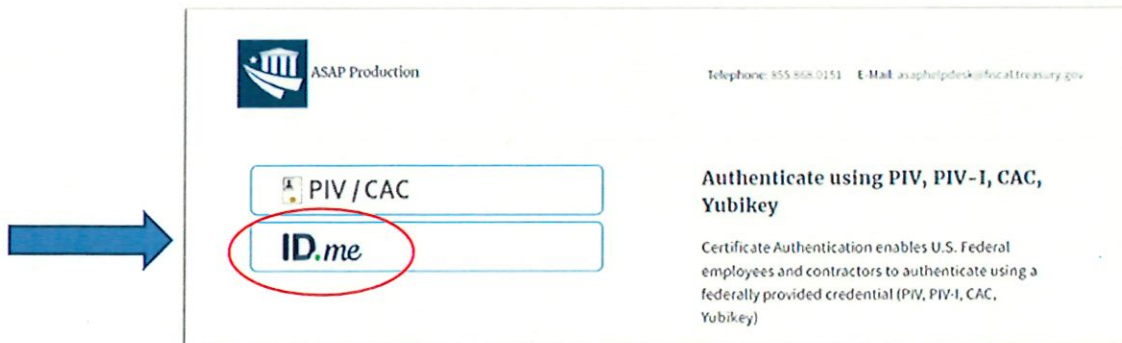 ASAP Production
Telephone: 855.868.0151 E-Mail: asaphelpdesk@fiscal.treasury.gov
PIV / CAC
ID.me
Authenticate using PIV, PIV-I, CAC,
Yubikey
Certificate Authentication enables U.S. Federal
employees and contractors to authenticate using a
federally provided credential (PIV, PIV-I, CAC,
Yubikey)